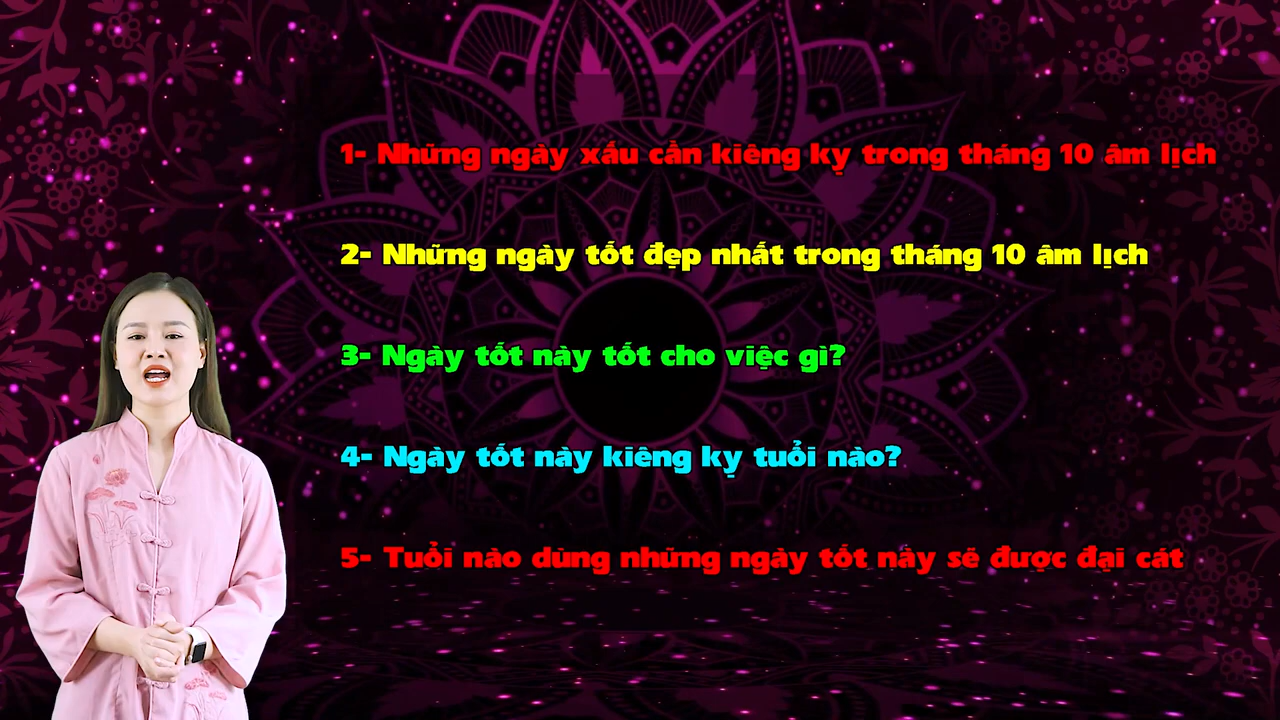 1- Những ngày xấu cần kiêng kỵ trong tháng 10 âm lịch
2- Những ngày tốt đẹp nhất trong tháng 10 âm lịch
3- Ngày tốt này tốt cho việc gì?
4- Ngày tốt này kiêng kỵ tuổi nào?
5- Tuổi nào dùng những ngày tốt này sẽ được đại cát